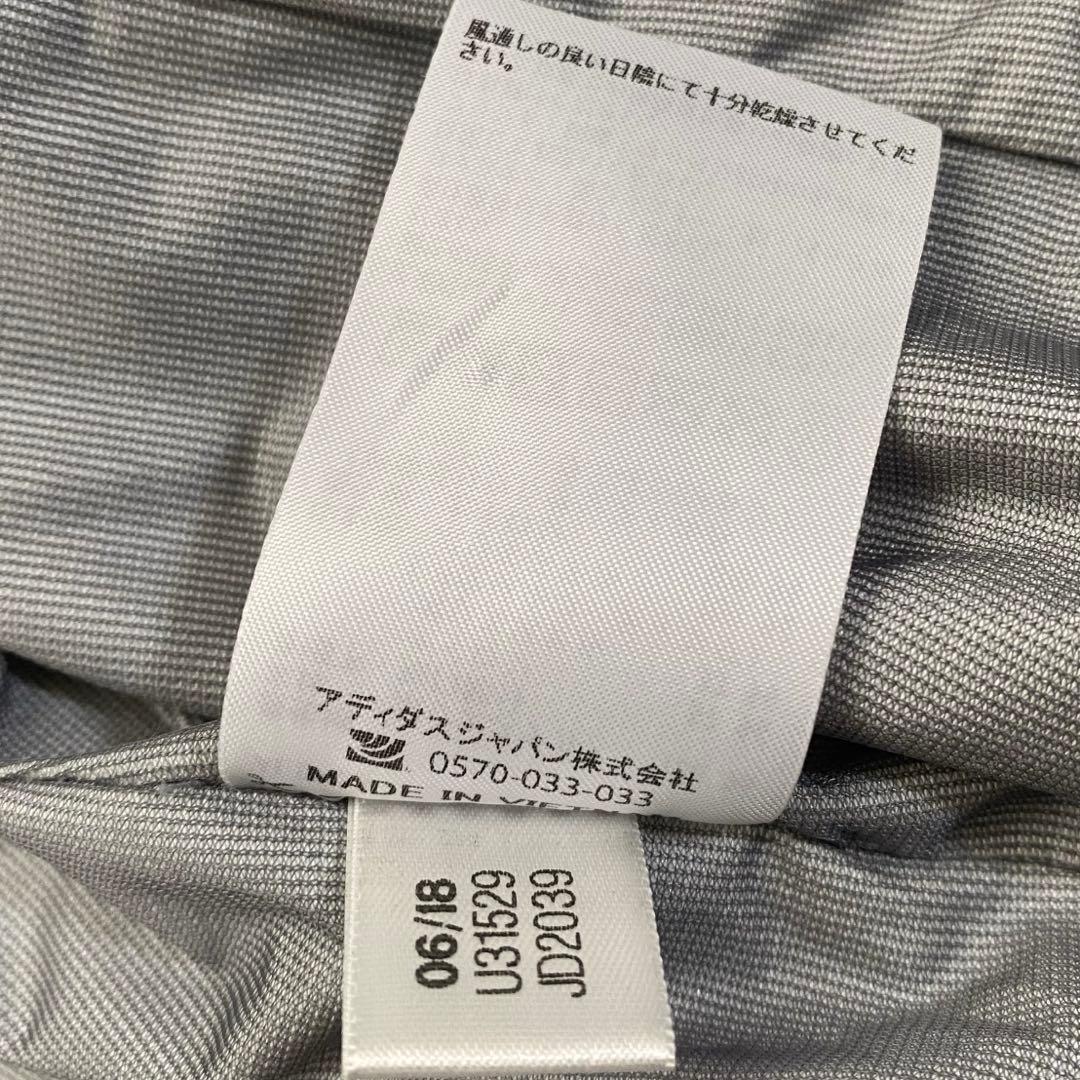 風通しの良い日陰にて十分乾燥させてくだ
さい。
アディダスジャパン株式会社
0570-033-033
MADE IN
06/18
U31529
JD2039